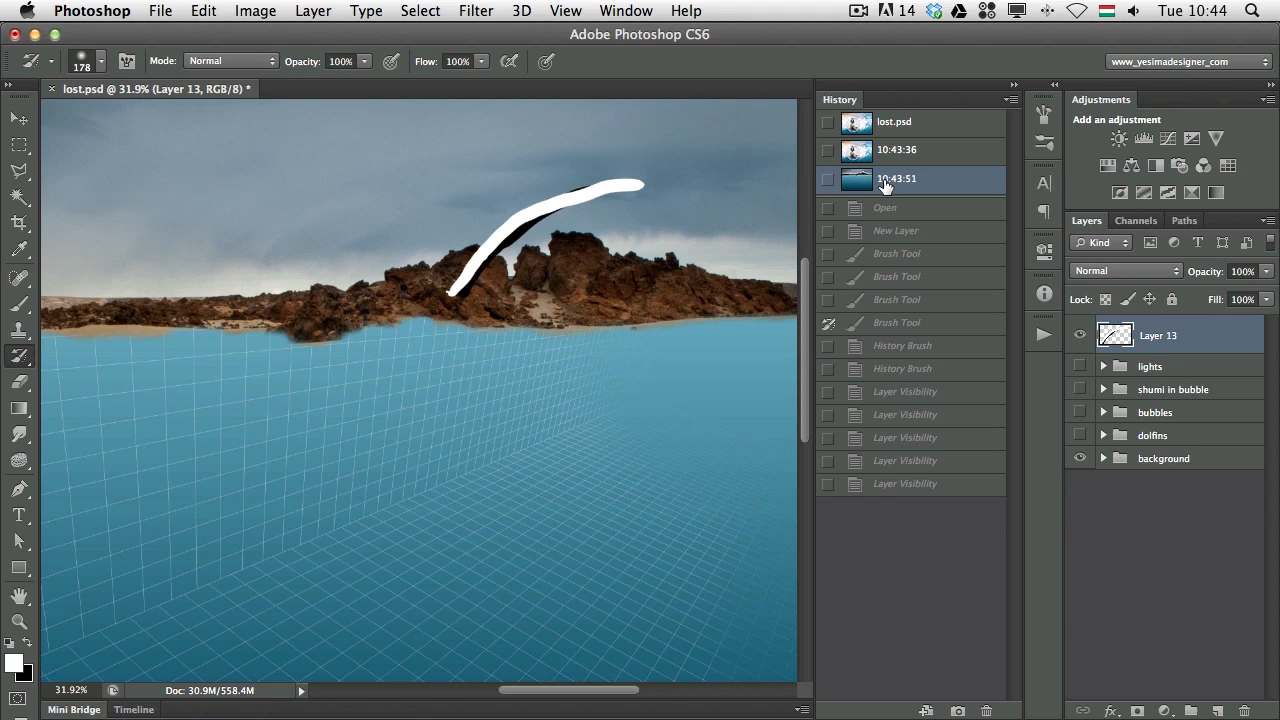 Photoshop File Edit Image Layer Type Select Filter 3D View Window Help 14 Tue 10:44
Adobe Photoshop CS6
178 Mode: Normal Opacity: 100% Flow: 100% www_yesimadesigner_com
lost.psd @ 31.9% (Layer 13, RGB/8) *
History
lost.psd
10:43:36
10:43:51
Open
New Layer
Brush Tool
Brush Tool
Brush Tool
Brush Tool
History Brush
History Brush
Layer Visibility
Layer Visibility
Layer Visibility
Layer Visibility
Layer Visibility
Adjustments
Add an adjustment
Layers Channels Paths
Kind
Normal Opacity: 100%
Lock: Fill: 100%
Layer 13
lights
shumi in bubble
bubbles
dolfins
background
31.92% Doc: 30.9M/558.4M
Mini Bridge Timeline